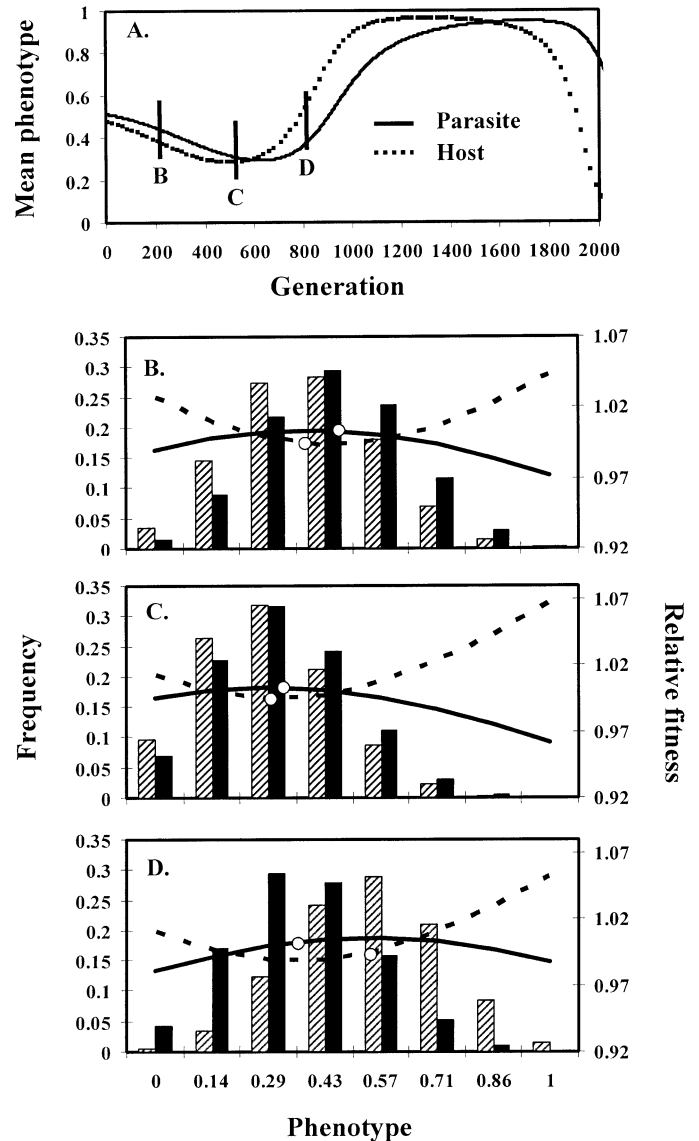 A.
1
0.8
0.6
0.4
0.2
0
Mean phenotype
B
C
D
Parasite
Host
0 200 400 600 800 1000 1200 1400 1600 1800 2000
Generation
B.
0.35
0.3
0.25
0.2
0.15
0.1
0.05
0
1.07
1.02
0.97
0.92
C.
0.35
0.3
0.25
0.2
0.15
0.1
0.05
0
1.07
1.02
0.97
0.92
Frequency
Relative fitness
D.
0.35
0.3
0.25
0.2
0.15
0.1
0.05
0
1.07
1.02
0.97
0.92
0 0.14 0.29 0.43 0.57 0.71 0.86 1
Phenotype